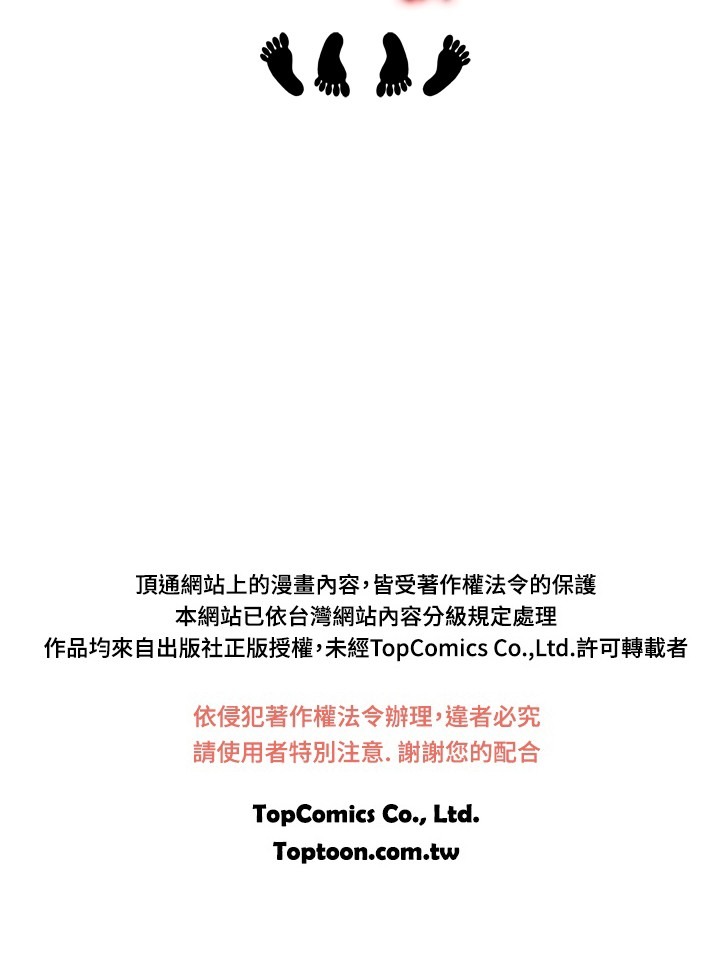 頂通網站上的漫畫內容，皆受著作權法令的保護
本網站已依台灣網站內容分級規定處理
作品均來自出版社正版授權，未經TopComics Co.,Ltd.許可轉載者
依侵犯著作權法令辦理，違者必究
請使用者特別注意. 謝謝您的配合
TopComics Co., Ltd.
Toptoon.com.tw